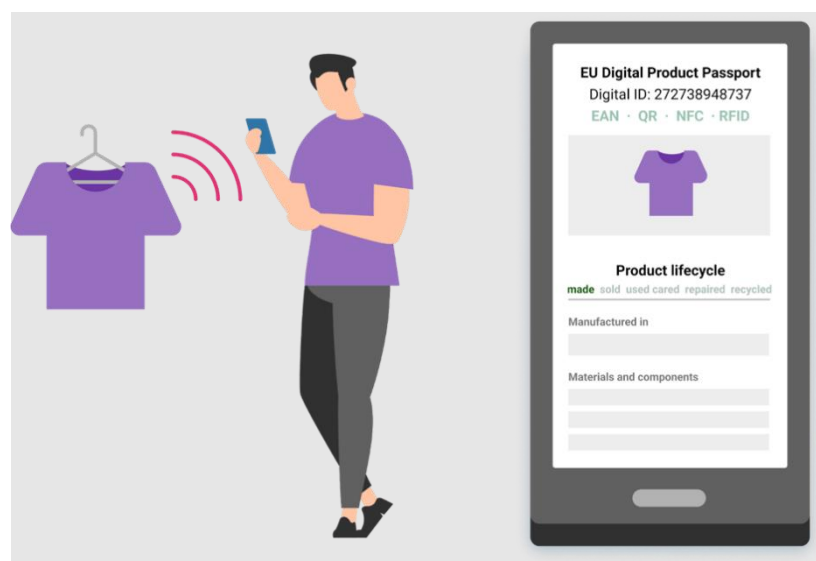 EU Digital Product Passport
Digital ID: 272738948737
EAN · QR · NFC · RFID
Product lifecycle
made sold used cared repaired recycled
Manufactured in
Materials and components